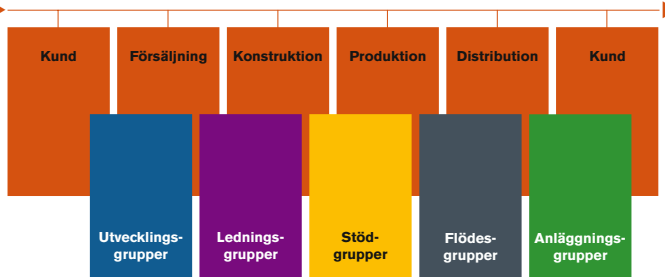 Kund
Försäljning
Konstruktion
Produktion
Distribution
Kund
Utvecklings-
grupper
Lednings-
grupper
Stöd-
grupper
Flödes-
grupper
Anläggnings-
grupper